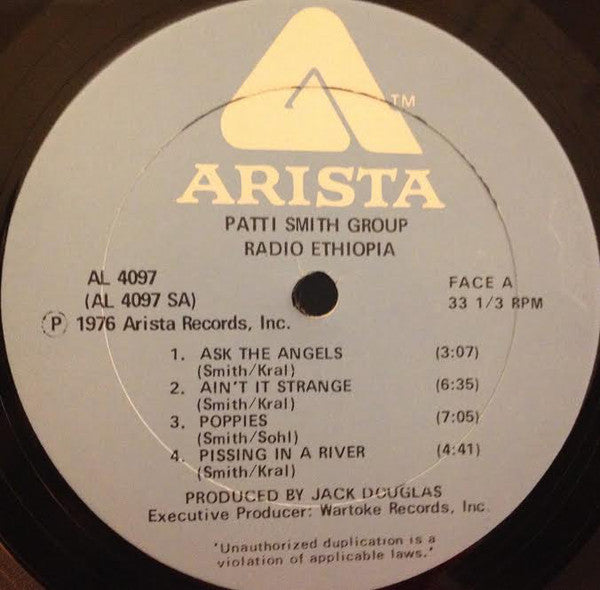 TM
ARISTA
PATTI SMITH GROUP
RADIO ETHIOPIA
AL 4097
(AL 4097 SA)
Ⓟ 1976 Arista Records, Inc.
FACE A
33 1/3 RPM
1. ASK THE ANGELS (3:07)
(Smith/Kral)
2. AIN'T IT STRANGE (6:35)
(Smith/Kral)
3. POPPIES (7:05)
(Smith/Sohl)
4. PISSING IN A RIVER (4:41)
(Smith/Kral)
PRODUCED BY JACK DOUGLAS
Executive Producer: Wartoke Records, Inc.
'Unauthorized duplication is a
violation of applicable laws.'